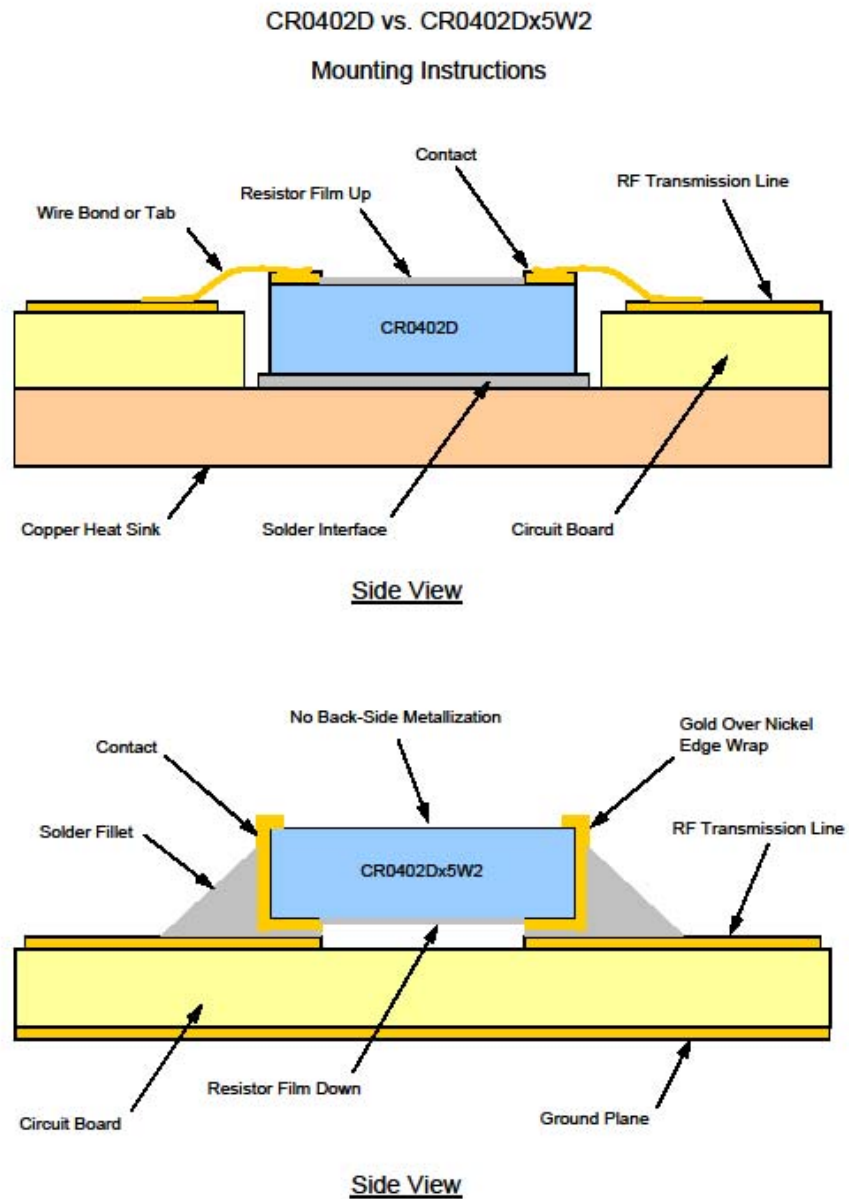 CR0402D vs. CR0402Dx5W2
Mounting Instructions
Contact
Resistor Film Up
RF Transmission Line
Wire Bond or Tab
CR0402D
Copper Heat Sink
Solder Interface
Circuit Board
Side View
No Back-Side Metallization
Gold Over Nickel
Edge Wrap
Contact
Solder Fillet
RF Transmission Line
CR0402Dx5W2
Resistor Film Down
Circuit Board
Ground Plane
Side View